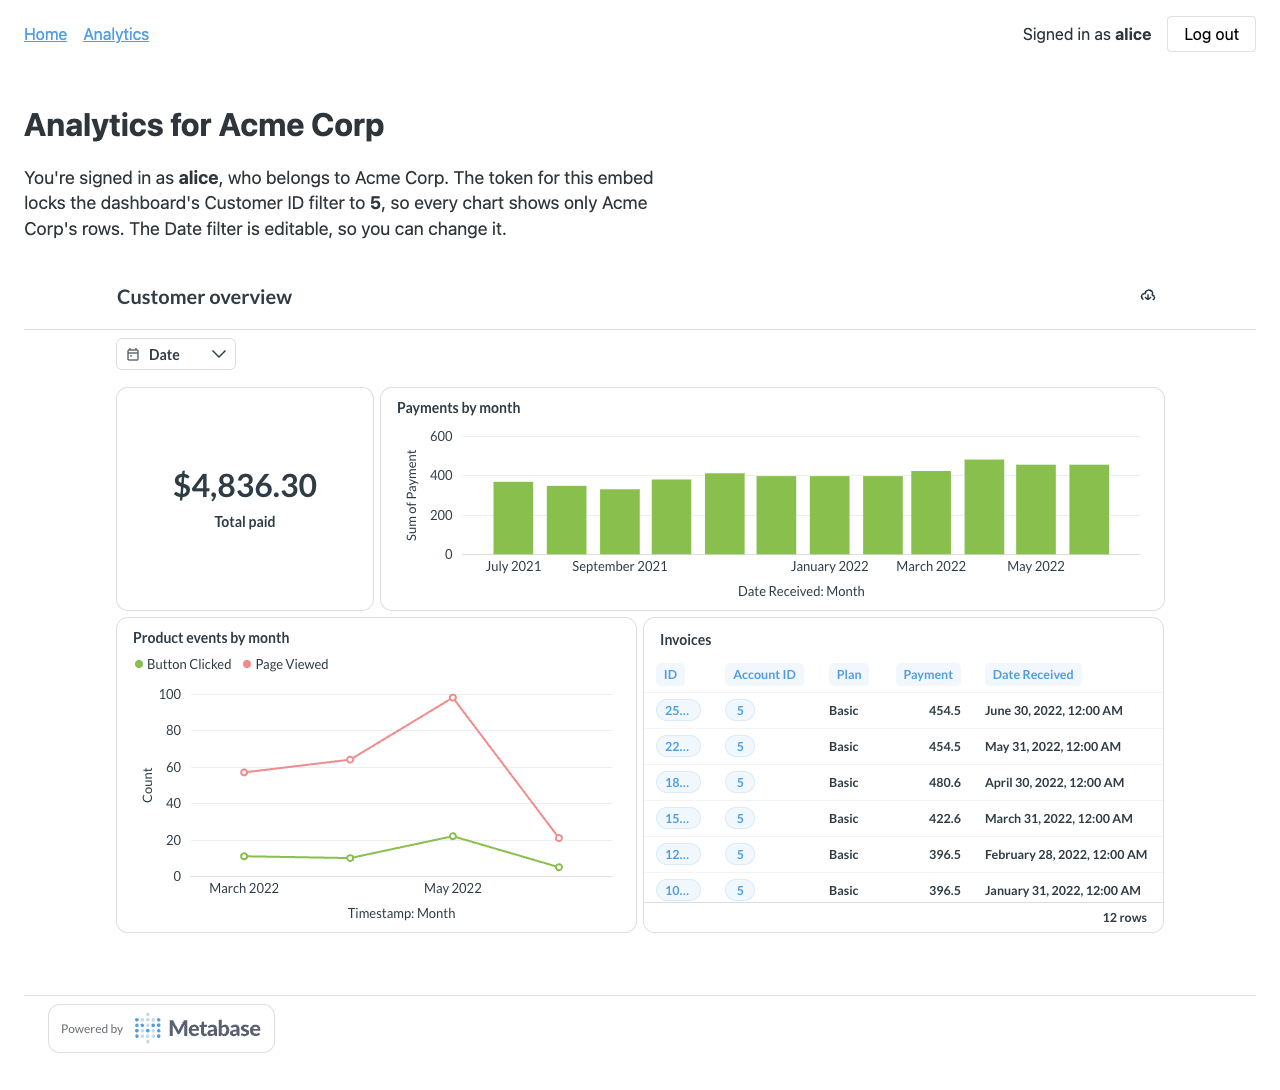 Home Analytics Signed in as alice Log out
Analytics for Acme Corp
You're signed in as alice, who belongs to Acme Corp. The token for this embed
locks the dashboard's Customer ID filter to 5, so every chart shows only Acme
Corp's rows. The Date filter is editable, so you can change it.
Customer overview
Date
$4,836.30
Total paid
Payments by month
600
400
200
0
Sum of Payment
July 2021 September 2021 January 2022 March 2022 May 2022
Date Received: Month
Product events by month
Button Clicked Page Viewed
100
80
60
40
20
0
Count
March 2022 May 2022
Timestamp: Month
Invoices
ID Account ID Plan Payment Date Received
25... 5 Basic 454.5 June 30, 2022, 12:00 AM
22... 5 Basic 454.5 May 31, 2022, 12:00 AM
18... 5 Basic 480.6 April 30, 2022, 12:00 AM
15... 5 Basic 422.6 March 31, 2022, 12:00 AM
12... 5 Basic 396.5 February 28, 2022, 12:00 AM
10... 5 Basic 396.5 January 31, 2022, 12:00 AM
12 rows
Powered by Metabase